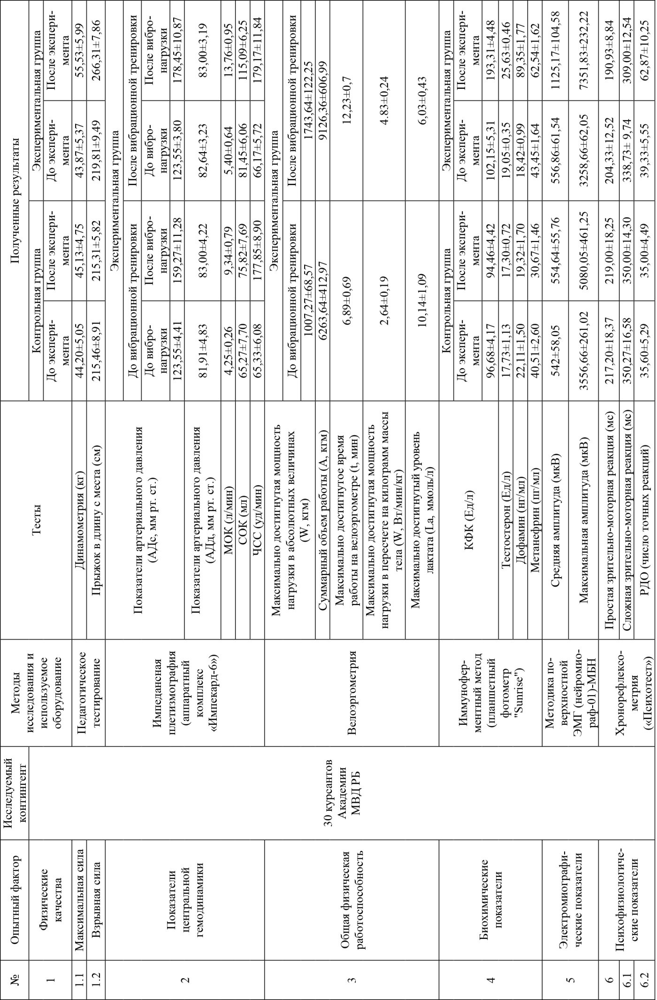 №
Опытный фактор
Исследуемый
контингент
Методы
исследования и
используемое
оборудование
Тесты
Полученные результаты
1
Физические
качества
30 курсантов
Академии
МВД РБ
Контрольная группа
Экспериментальная группа
До экспери-
мента
После экспери-
мента
До экспери-
мента
После экспери-
мента
1.1
Максимальная сила
Педагогическое
тестирование
Динамометрия (кг)
44,20±5,05
45,13±4,75
43,87±5,37
55,53±5,99
1.2
Взрывная сила
Прыжок в длину с места (см)
215,46±8,91
215,31±5,82
219,81±9,49
266,31±7,86
2
Показатели
центральной
гемодинамики
Импедансная
плетизмография
(аппаратный
комплекс
«Импекард-6»)
Показатели артериального давления
(АДс, мм рт. ст.)
Экспериментальная группа
До вибрационной тренировки
После вибрационной тренировки
До вибро-
нагрузки
После вибро-
нагрузки
До вибро-
нагрузки
После вибро-
нагрузки
123,55±4,41
159,27±11,28
123,55±3,80
178,45±10,87
Показатели артериального давления
(АДд, мм рт. ст.)
81,91±4,83
83,00±4,22
82,64±3,23
83,00±3,19
МОК (л/мин)
4,25±0,26
9,34±0,79
5,40±0,64
13,76±0,95
СОК (мл)
65,27±7,70
75,82±7,69
81,45±6,06
115,09±6,25
ЧСС (уд/мин)
65,33±6,08
177,85±8,90
66,17±5,72
179,17±11,84
3
Общая физическая
работоспособность
Велоэргометрия
Максимально достигнутая мощность
нагрузки в абсолютных величинах
(W, кгм)
Экспериментальная группа
До вибрационной тренировки
После вибрационной тренировки
1007,27±68,57
1743,64±122,25
Суммарный объем работы (А, кгм)
6263,64±412,97
9126,36±606,99
Максимально достигнутое время
работы на велоэргометре (t, мин)
6,89±0,69
12,23±0,7
Максимально достигнутая мощность
нагрузки в пересчете на килограмм массы
тела (W, Вт/мин/кг)
2,64±0,19
4.83±0,24
Максимально достигнутый уровень
лактата (La, ммоль/л)
10,14±1,09
6,03±0,43
4
Биохимические
показатели
Иммунофер-
ментный метод
(планшетный
фотометр
"Sunrise")
КФК (Ед/л)
Контрольная группа
Экспериментальная группа
До экспери-
мента
После экспери-
мента
До экспери-
мента
После экспери-
мента
96,68±4,17
94,46±4,42
102,15±5,31
193,31±4,48
Тестостерон (Ед/л)
17,73±1,13
17,30±0,72
19,05±0,35
25,63±0,46
Дофамин (нг/мл)
22,11±1,50
19,32±1,70
18,42±0,99
89,35±1,77
Метанефрин (пг/мл)
40,51±2,60
30,67±1,46
43,45±1,64
62,54±1,62
5
Электромиографи-
ческие показатели
Методика по-
верхностной
ЭМГ (нейромио-
раф-01)-МБН
Средняя амплитуда (мкВ)
542±58,05
554,64±55,76
556,86±61,54
1125,17±104,58
Максимальная амплитуда (мкВ)
3556,66±261,02
5080,05±461,25
3258,66±62,05
7351,83±232,22
6
Психофизиологиче-
ские показатели
Хронорефлексо-
метрия
(«Психотест»)
Простая зрительно-моторная реакция (мс)
217,20±18,37
219,00±18,25
204,33±12,52
190,93±8,84
6.1
Сложная зрительно-моторная реакция (мс)
350,27±16,58
350,00±14,30
338,73± 9,74
309,00±12,54
6.2
РДО (число точных реакций)
35,60±5,29
35,00±4,49
39,33±5,55
62,87±10,25